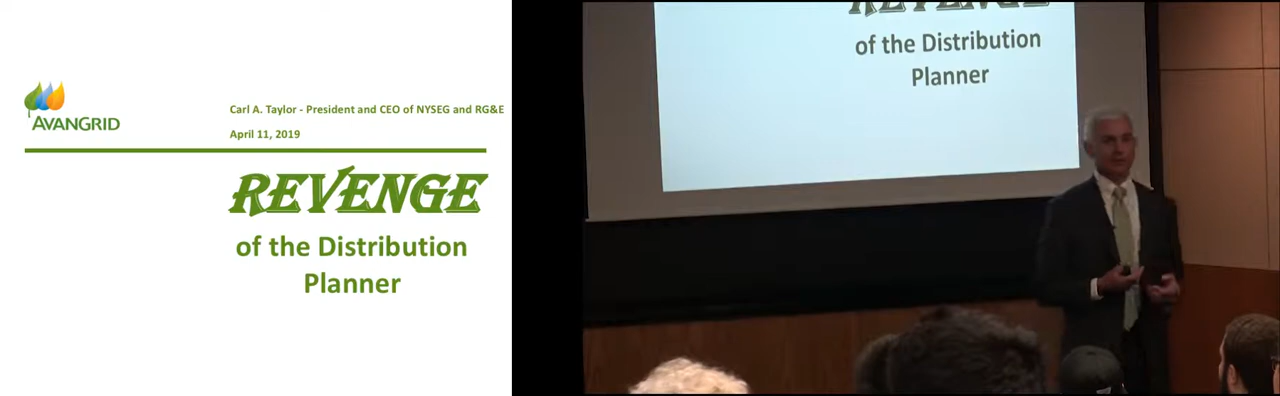 AVANGRID
Carl A. Taylor - President and CEO of NYSEG and RG&E
April 11, 2019
REVENGE
of the Distribution
Planner
REVENGE
of the Distribution
Planner